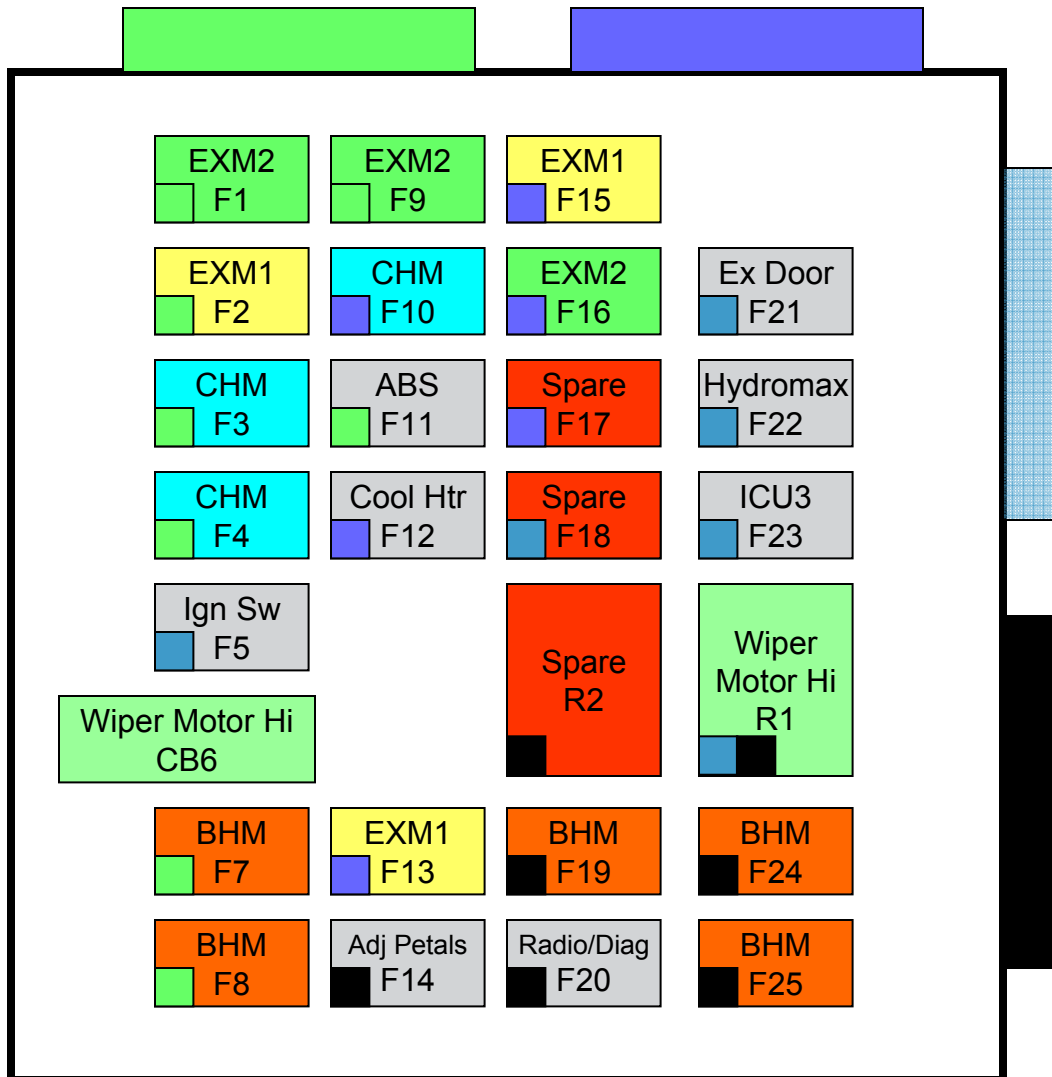 EXM2
F1
EXM2
F9
EXM1
F15
EXM1
F2
CHM
F10
EXM2
F16
Ex Door
F21
CHM
F3
ABS
F11
Spare
F17
Hydromax
F22
CHM
F4
Cool Htr
F12
Spare
F18
ICU3
F23
Ign Sw
F5
Spare
R2
Wiper
Motor Hi
R1
Wiper Motor Hi
CB6
BHM
F7
EXM1
F13
BHM
F19
BHM
F24
BHM
F8
Adj Petals
F14
Radio/Diag
F20
BHM
F25